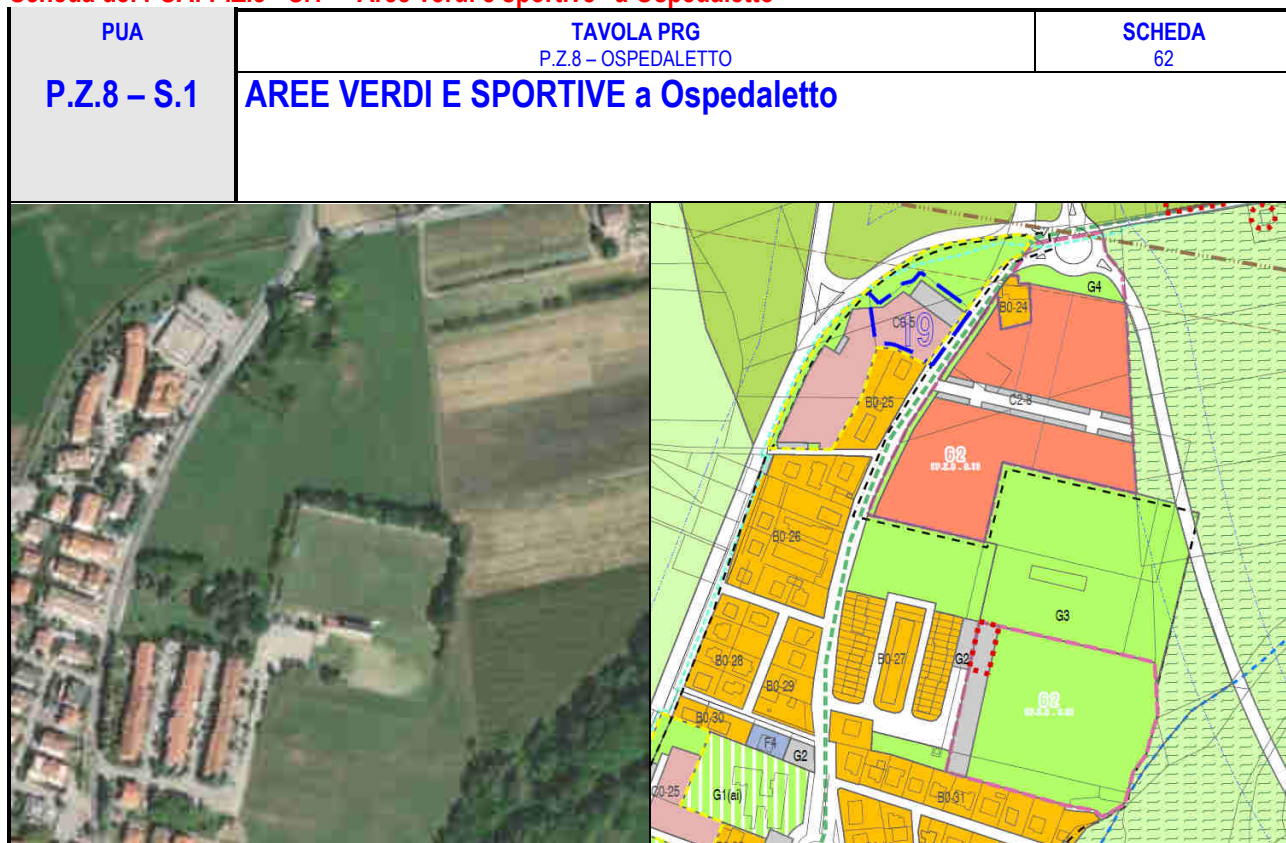 PUA
TAVOLA PRG
SCHEDA
P.Z.8 – OSPEDALETTO
62
P.Z.8 – S.1
AREE VERDI E SPORTIVE a Ospedaletto
G4
B0-24
19
B0-25
C2-8
62
B0-26
G3
B0-28
B0-27
G2
B0-29
62
B0-30
F4
G2
C0-25
G1(ai)
B0-31